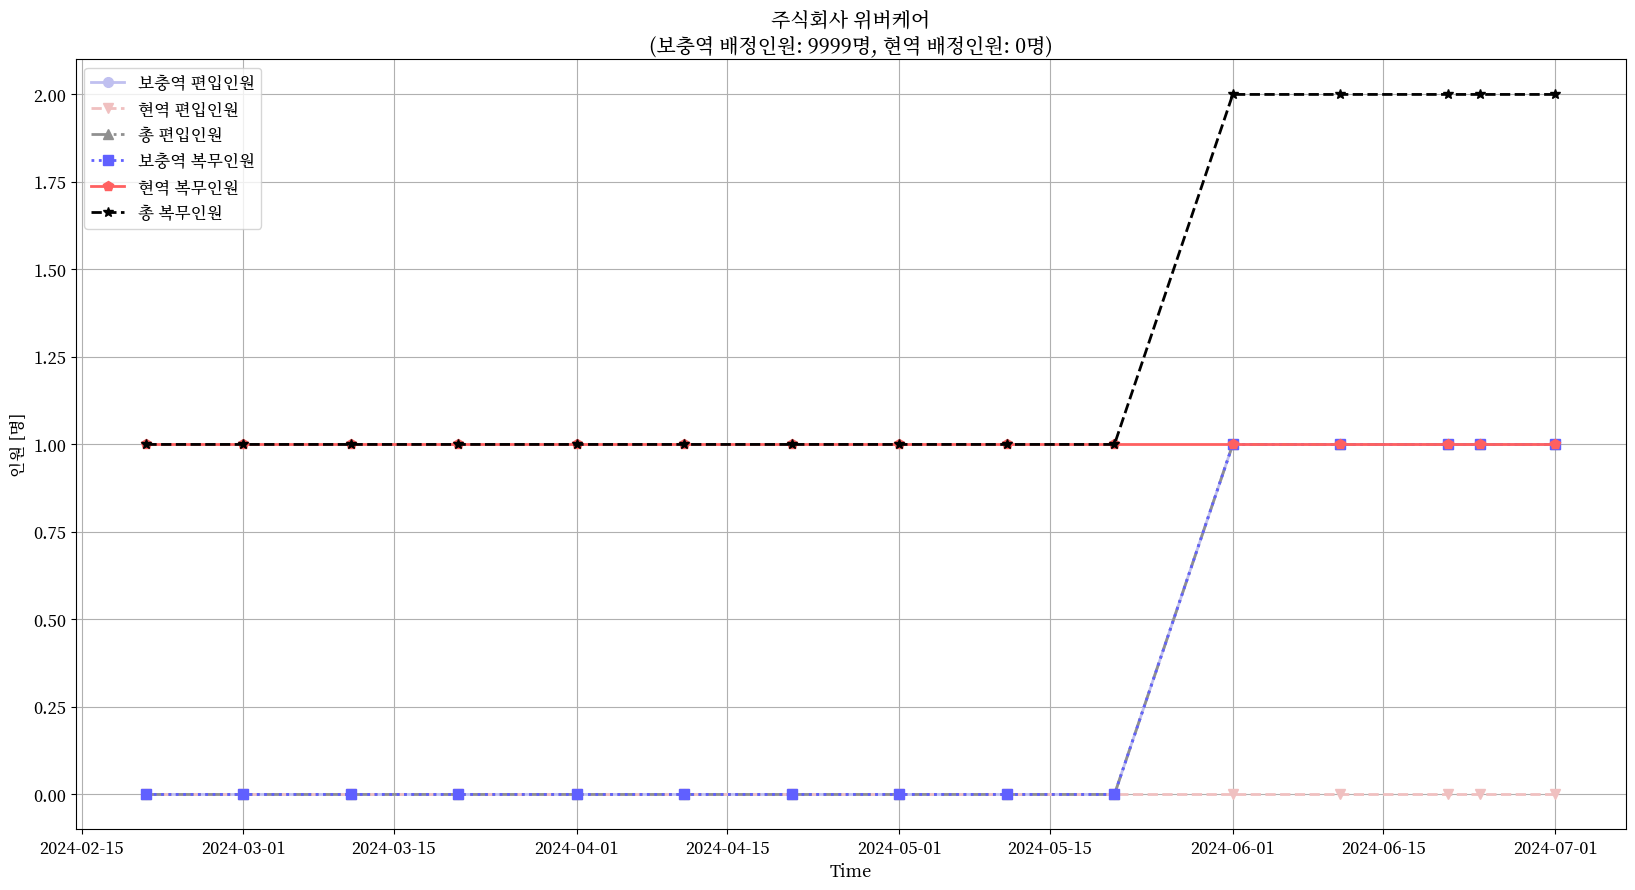 주식회사 위버케어
(보충역 배정인원: 9999명, 현역 배정인원: 0명)
보충역 편입인원
현역 편입인원
총 편입인원
보충역 복무인원
현역 복무인원
총 복무인원
2.00
1.75
1.50
1.25
1.00
0.75
0.50
0.25
0.00
인원 [명]
2024-02-15
2024-03-01
2024-03-15
2024-04-01
2024-04-15
2024-05-01
2024-05-15
2024-06-01
2024-06-15
2024-07-01
Time